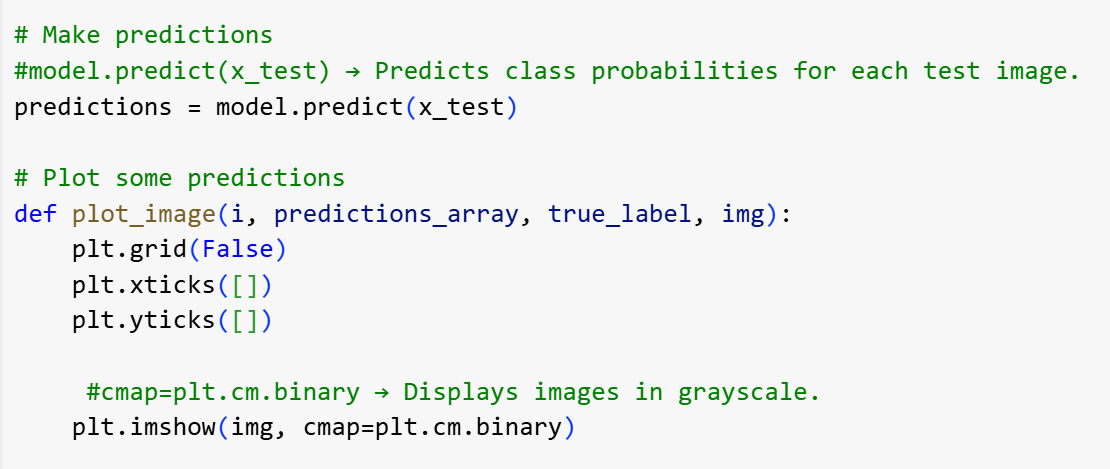 # Make predictions
#model.predict(x_test) → Predicts class probabilities for each test image.
predictions = model.predict(x_test)
# Plot some predictions
def plot_image(i, predictions_array, true_label, img):
    plt.grid(False)
    plt.xticks([])
    plt.yticks([])
     #cmap=plt.cm.binary → Displays images in grayscale.
    plt.imshow(img, cmap=plt.cm.binary)